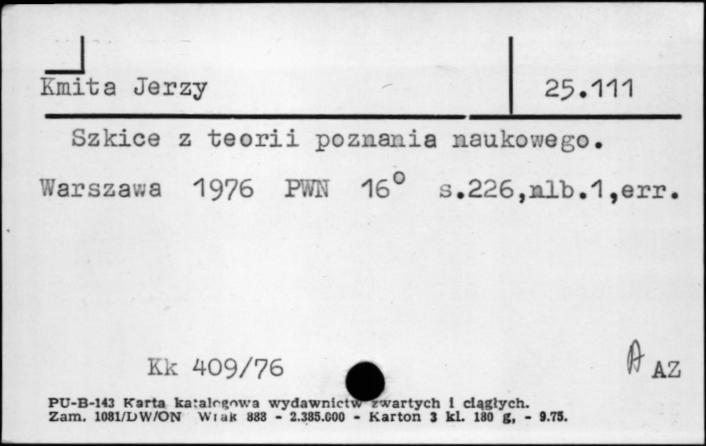 Kmita Jerzy 25.111
Szkice z teorii poznania naukowego.
Warszawa 1976 PWN 16° s.226,nlb.1,err.
Kk 409/76
A AZ
PU-B-143 Karta katalogowa wydawnictw zwartych i ciągłych.
Zam. 1081/DW/ON Wrak 888 - 2.385.000 - Karton 3 kl. 180 g, - 9.75.